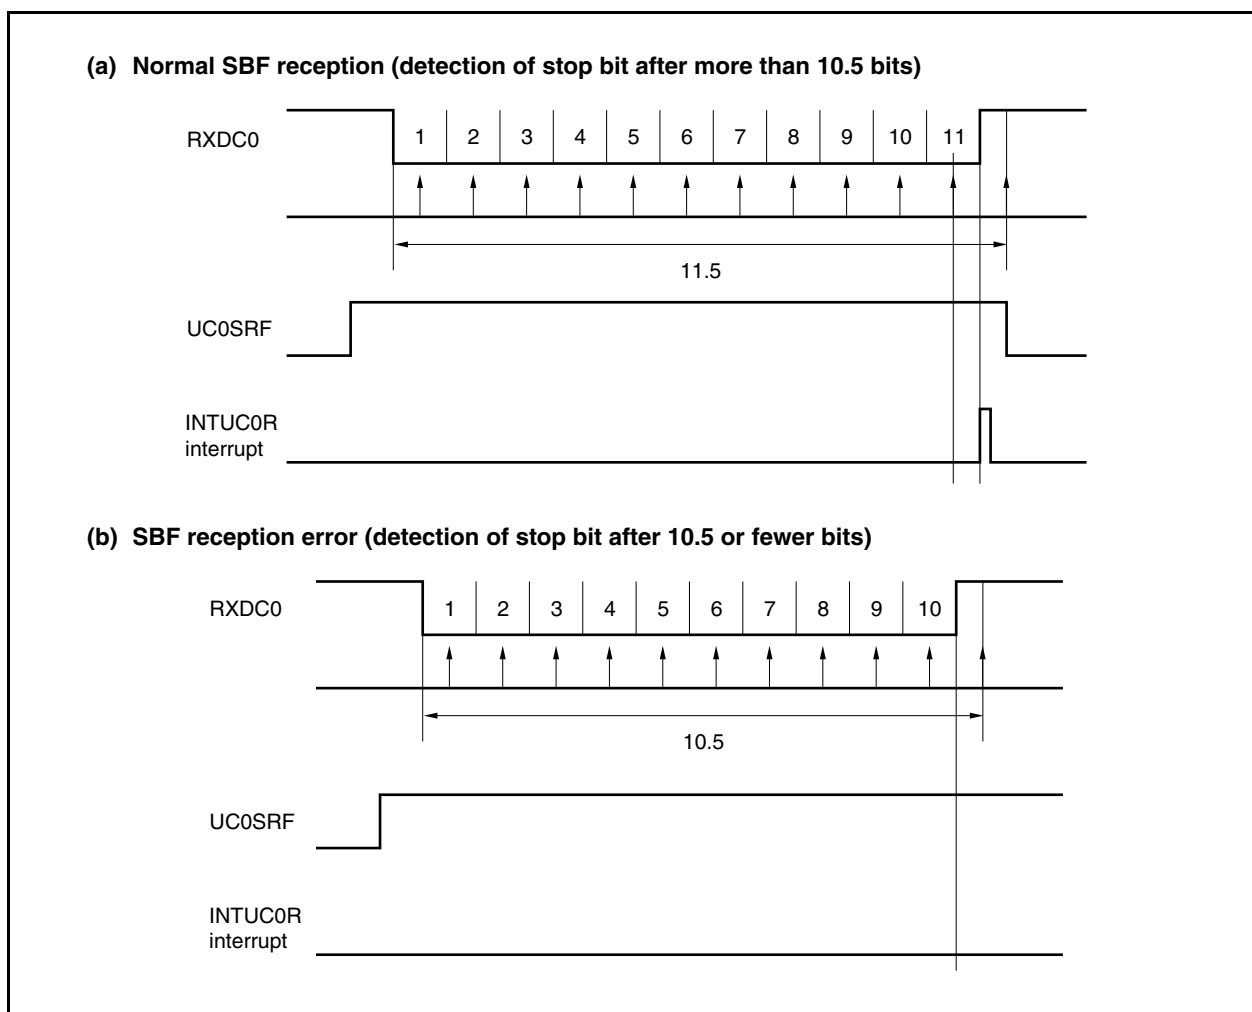 (a) Normal SBF reception (detection of stop bit after more than 10.5 bits)
RXDC0
1 2 3 4 5 6 7 8 9 10 11
11.5
UC0SRF
INTUC0R
interrupt
(b) SBF reception error (detection of stop bit after 10.5 or fewer bits)
RXDC0
1 2 3 4 5 6 7 8 9 10
10.5
UC0SRF
INTUC0R
interrupt